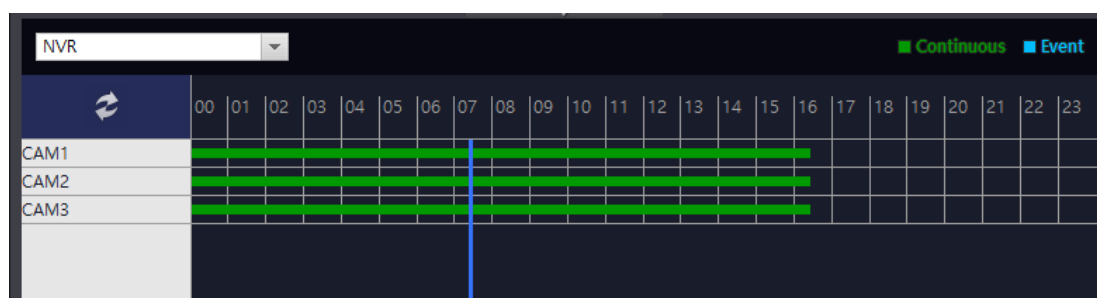 NVR Continuous Event
00 01 02 03 04 05 06 07 08 09 10 11 12 13 14 15 16 17 18 19 20 21 22 23
CAM1
CAM2
CAM3